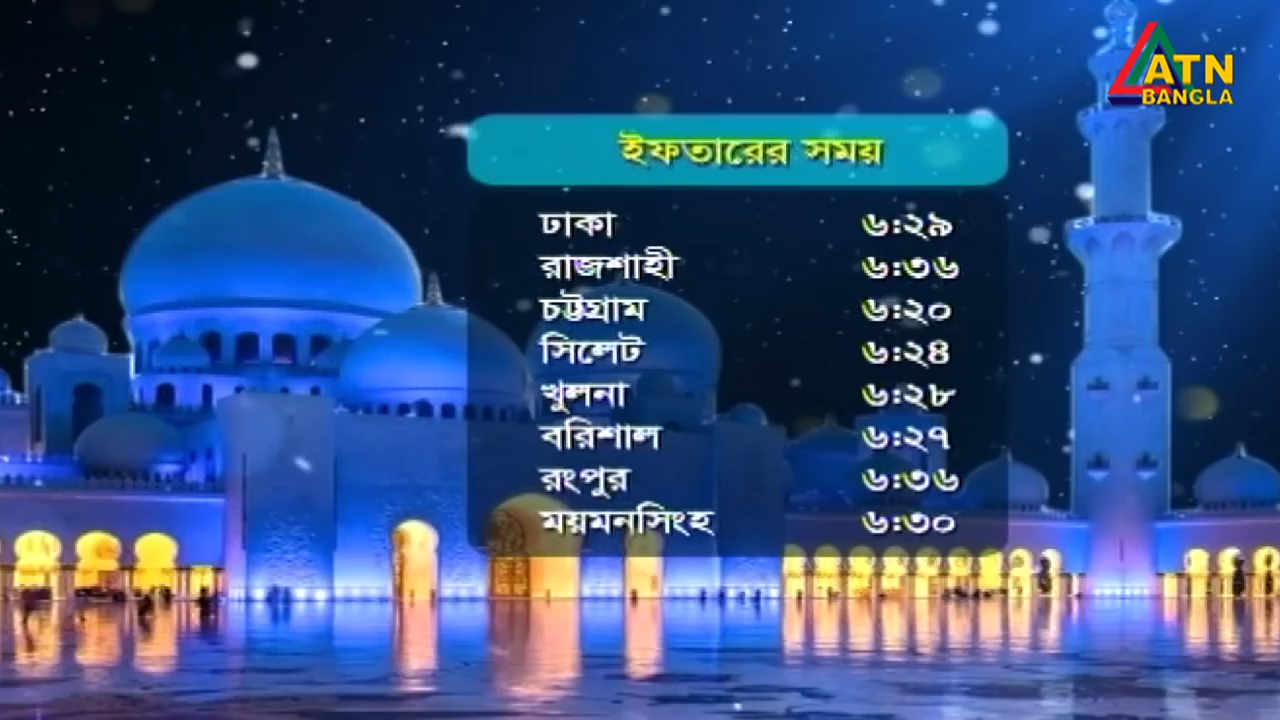 ATN
BANGLA
ইফতারের সময়
ঢাকা ৬:২৯
রাজশাহী ৬:৩৬
চট্টগ্রাম ৬:২০
সিলেট ৬:২৪
খুলনা ৬:২৮
বরিশাল ৬:২৭
রংপুর ৬:৩৬
ময়মনসিংহ ৬:৩০